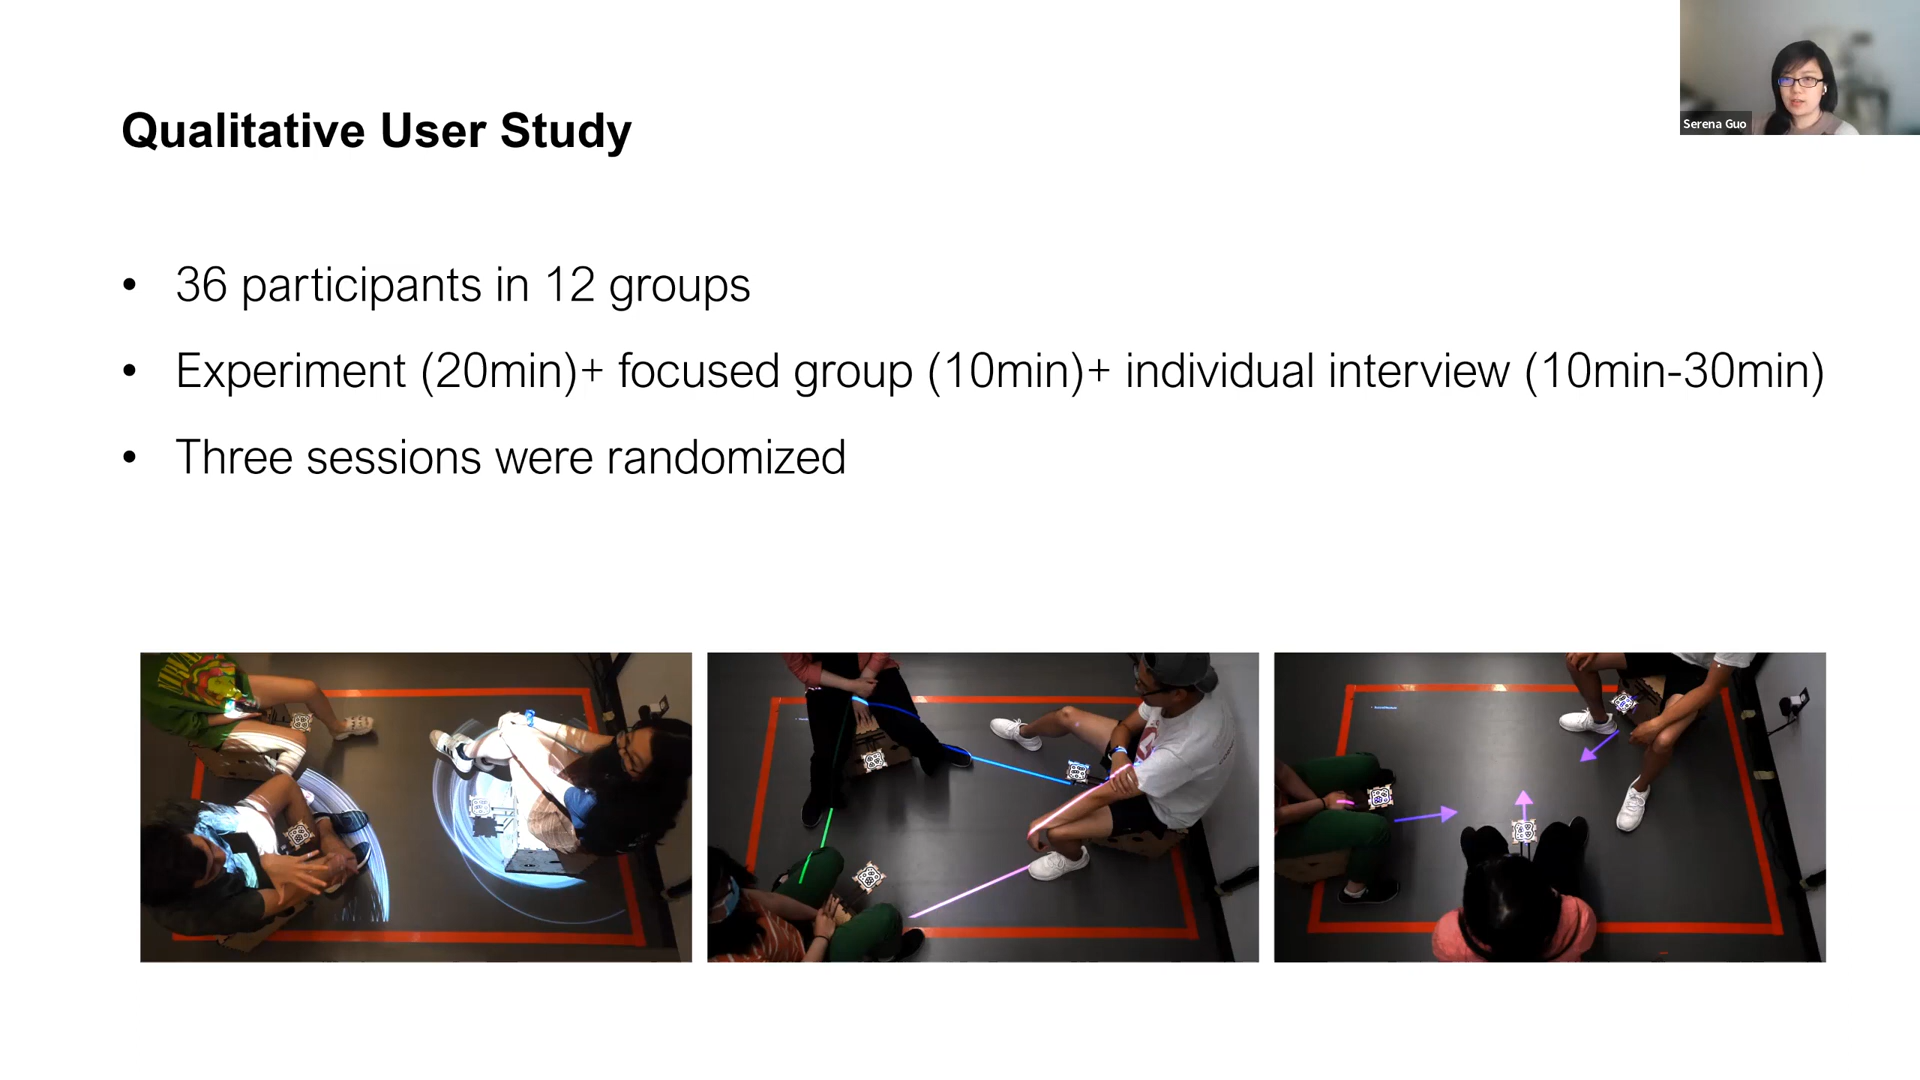 Serena Guo
Qualitative User Study
• 36 participants in 12 groups
• Experiment (20min)+ focused group (10min)+ individual interview (10min-30min)
• Three sessions were randomized